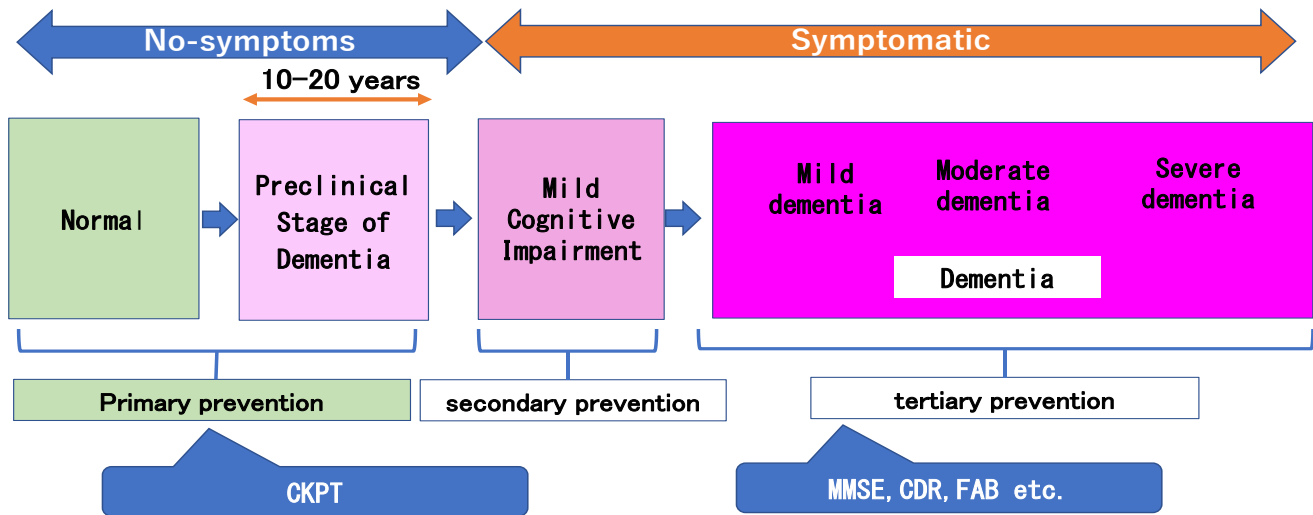 No-symptoms
Symptomatic
10-20 years
Normal
Preclinical
Stage of
Dementia
Mild
Cognitive
Impairment
Mild
dementia
Moderate
dementia
Severe
dementia
Dementia
Primary prevention
secondary prevention
tertiary prevention
CKPT
MMSE, CDR, FAB etc.